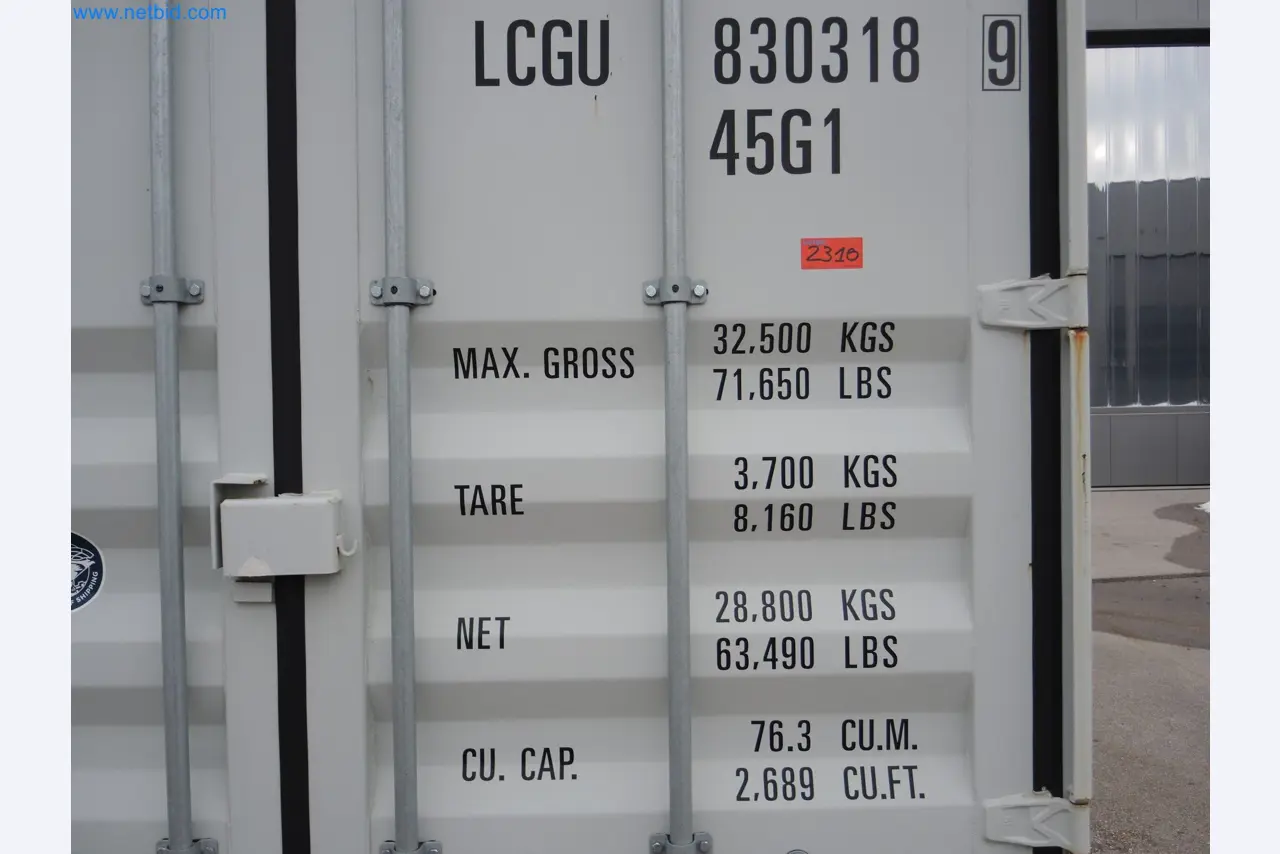 www.netbid.com
LCGU 830318 9
45G1
2310
MAX. GROSS 32,500 KGS
71,650 LBS
TARE 3,700 KGS
8,160 LBS
NET 28,800 KGS
63,490 LBS
SHIPPING
CU. CAP. 76.3 CU.M.
2,689 CU.FT.